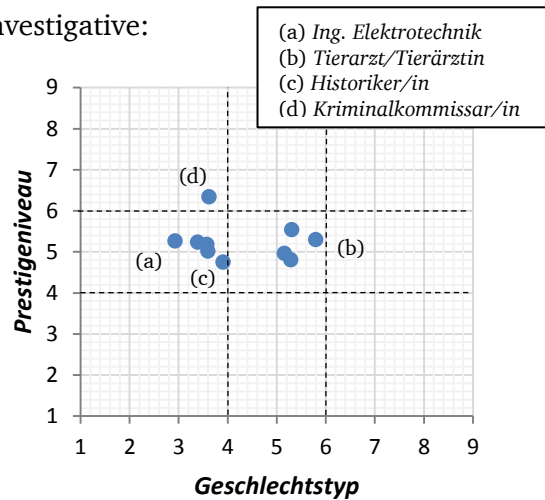 nvestigative:
(a) Ing. Elektrotechnik
(b) Tierarzt/Tierärztin
(c) Historiker/in
(d) Kriminalkommissar/in
Prestigeniveau
9
8
7
6
5
4
3
2
1
(d)
(a)
(c)
(b)
1 2 3 4 5 6 7 8 9
Geschlechtstyp